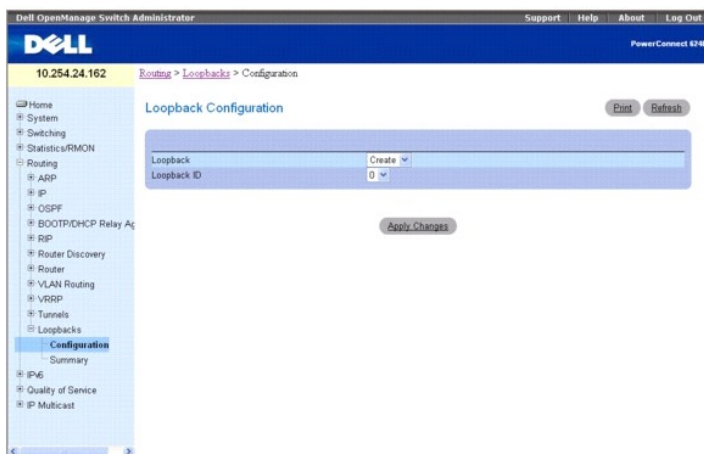 Dell OpenManage Switch Administrator
Support Help About Log Out
DELL
PowerConnect 624
10.254.24.162
Routing > Loopbacks > Configuration
Home
System
Switching
Statistics/RMON
Routing
ARP
IP
OSPF
BOOTP/DHCP Relay Ag
RIP
Router Discovery
Router
VLAN Routing
VRRP
Tunnels
Loopbacks
Configuration
Summary
IPv6
Quality of Service
IP Multicast
Loopback Configuration
Print Refresh
Loopback Create
Loopback ID 0
Apply Changes